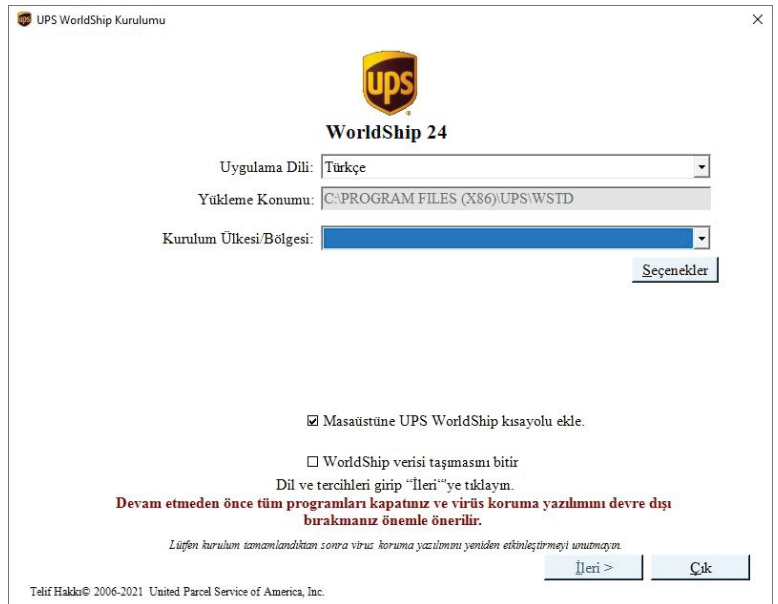 UPS WorldShip Kurulumu
ups
WorldShip 24
Uygulama Dili: Türkçe
Yükleme Konumu: C:\PROGRAM FILES (X86)\UPS\WSTD
Kurulum Ülkesi/Bölgesi:
Seçenekler
Masaüstüne UPS WorldShip kısayolu ekle.
WorldShip verisi taşımasını bitir
Dil ve tercihleri girip “İleri“'ye tıklayın.
Devam etmeden önce tüm programları kapatınız ve virüs koruma yazılımını devre dışı
bırakmanız önemle önerilir.
Lütfen kurulum tamamlandıktan sonra virus koruma yazılımını yeniden etkinleştirmeyi unutmayın.
İleri >
Çık
Telif Hakkı© 2006-2021 United Parcel Service of America, Inc.